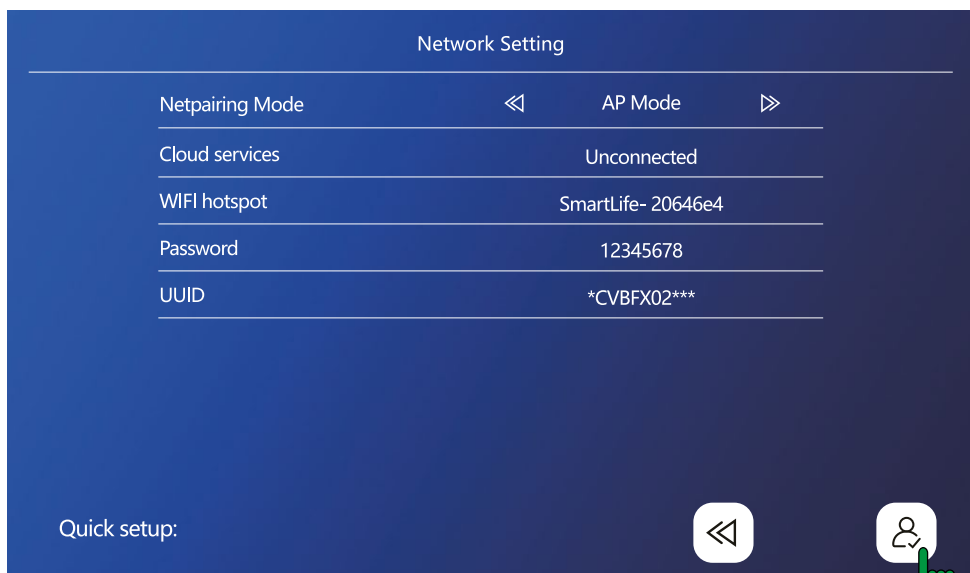 Network Setting
Netpairing Mode AP Mode
Cloud services Unconnected
WIFI hotspot SmartLife- 20646e4
Password 12345678
UUID *CVBFX02***
Quick setup: